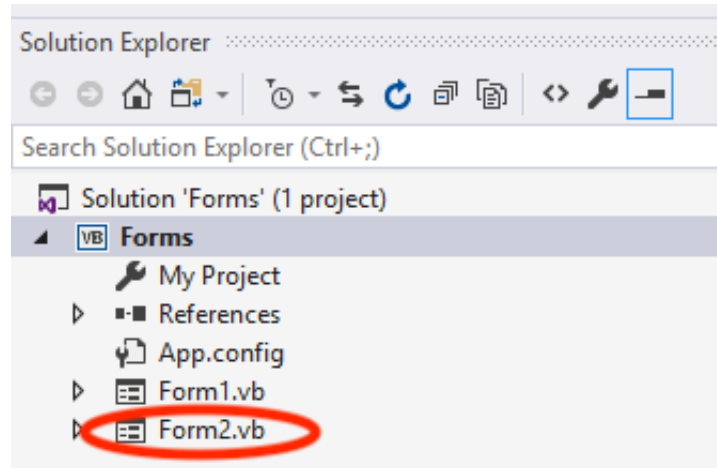 Solution Explorer
Search Solution Explorer (Ctrl+;)
Solution 'Forms' (1 project)
VB Forms
My Project
References
App.config
Form1.vb
Form2.vb